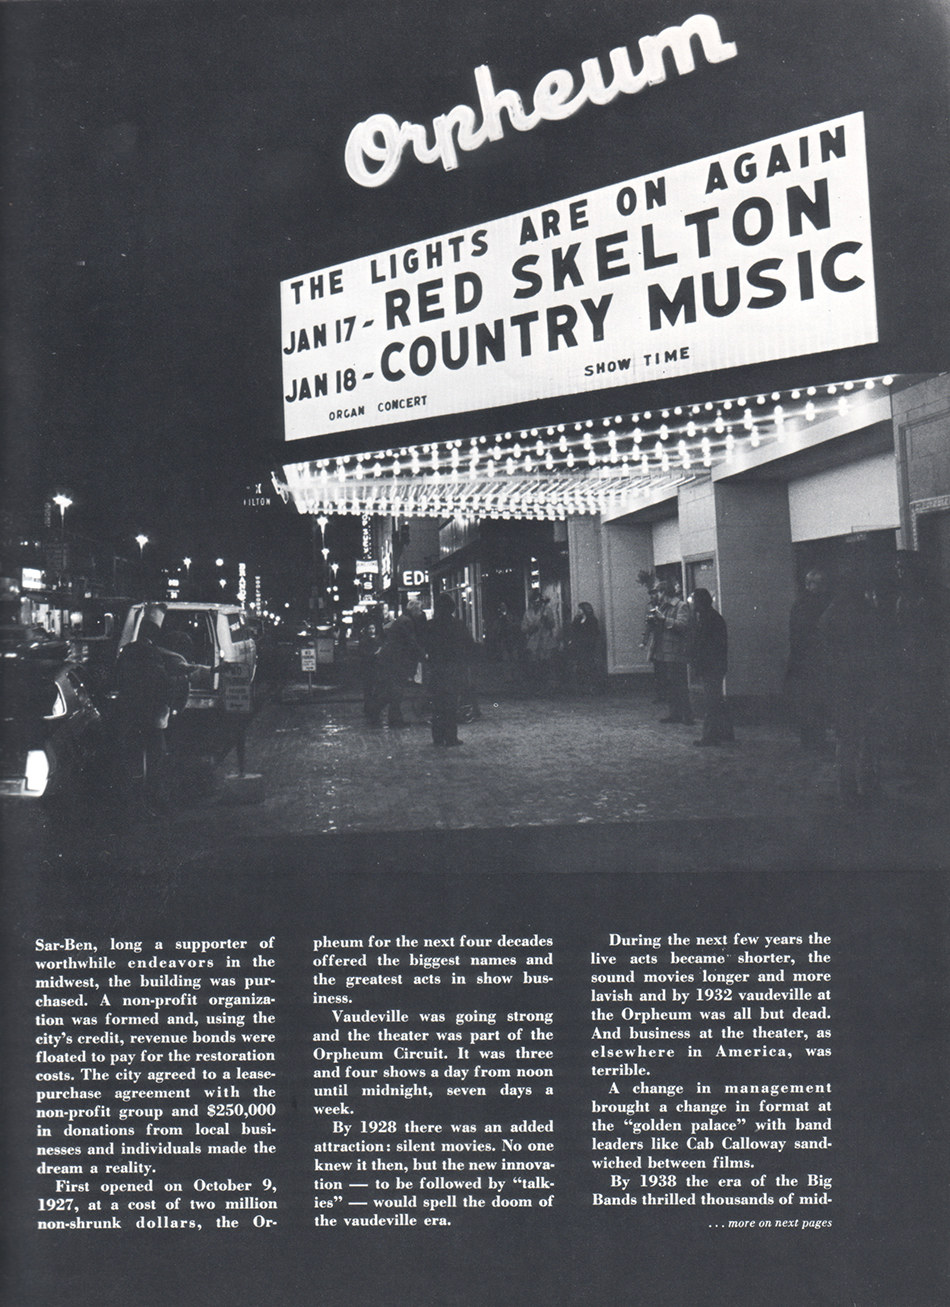 Orpheum
THE LIGHTS ARE ON AGAIN
JAN 17 - RED SKELTON
JAN 18 - COUNTRY MUSIC
SHOW TIME
ORGAN CONCERT
EDI
Sar-Ben, long a supporter of
worthwhile endeavors in the
midwest, the building was pur-
chased. A non-profit organiza-
tion was formed and, using the
city's credit, revenue bonds were
floated to pay for the restoration
costs. The city agreed to a lease-
purchase agreement with the
non-profit group and $250,000
in donations from local busi-
nesses and individuals made the
dream a reality.
First opened on October 9,
1927, at a cost of two million
non-shrunk dollars, the Or-
pheum for the next four decades
offered the biggest names and
the greatest acts in show bus-
iness.
Vaudeville was going strong
and the theater was part of the
Orpheum Circuit. It was three
and four shows a day from noon
until midnight, seven days a
week.
By 1928 there was an added
attraction: silent movies. No one
knew it then, but the new innova-
tion — to be followed by “talk-
ies” — would spell the doom of
the vaudeville era.
During the next few years the
live acts became shorter, the
sound movies longer and more
lavish and by 1932 vaudeville at
the Orpheum was all but dead.
And business at the theater, as
elsewhere in America, was
terrible.
A change in management
brought a change in format at
the “golden palace” with band
leaders like Cab Calloway sand-
wiched between films.
By 1938 the era of the Big
Bands thrilled thousands of mid-
. . . more on next pages